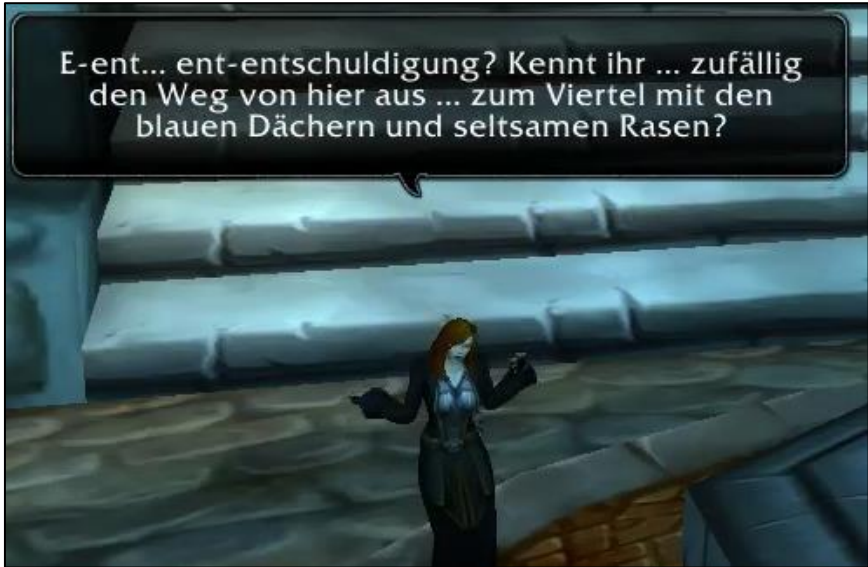 E-ent... ent-entschuldigung? Kennt ihr ... zufällig
den Weg von hier aus ... zum Viertel mit den
blauen Dächern und seltsamen Rasen?